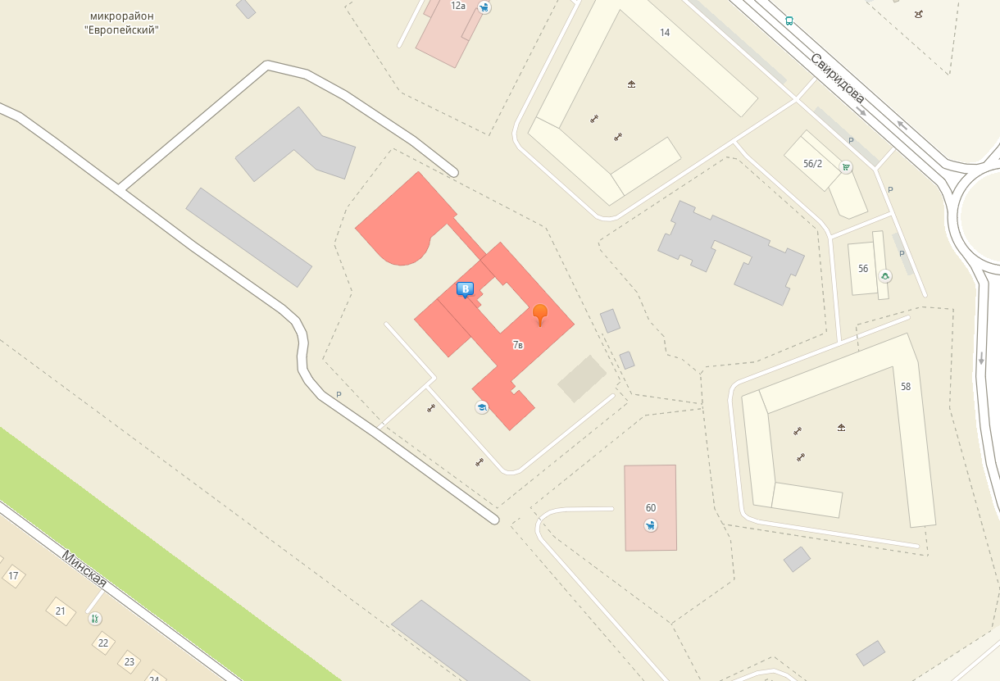 микрорайон
"Европейский"
12а
14
Свиридова
P
56/2
P
P
56
7в
58
P
B
60
Минская
17
21
22
23
24